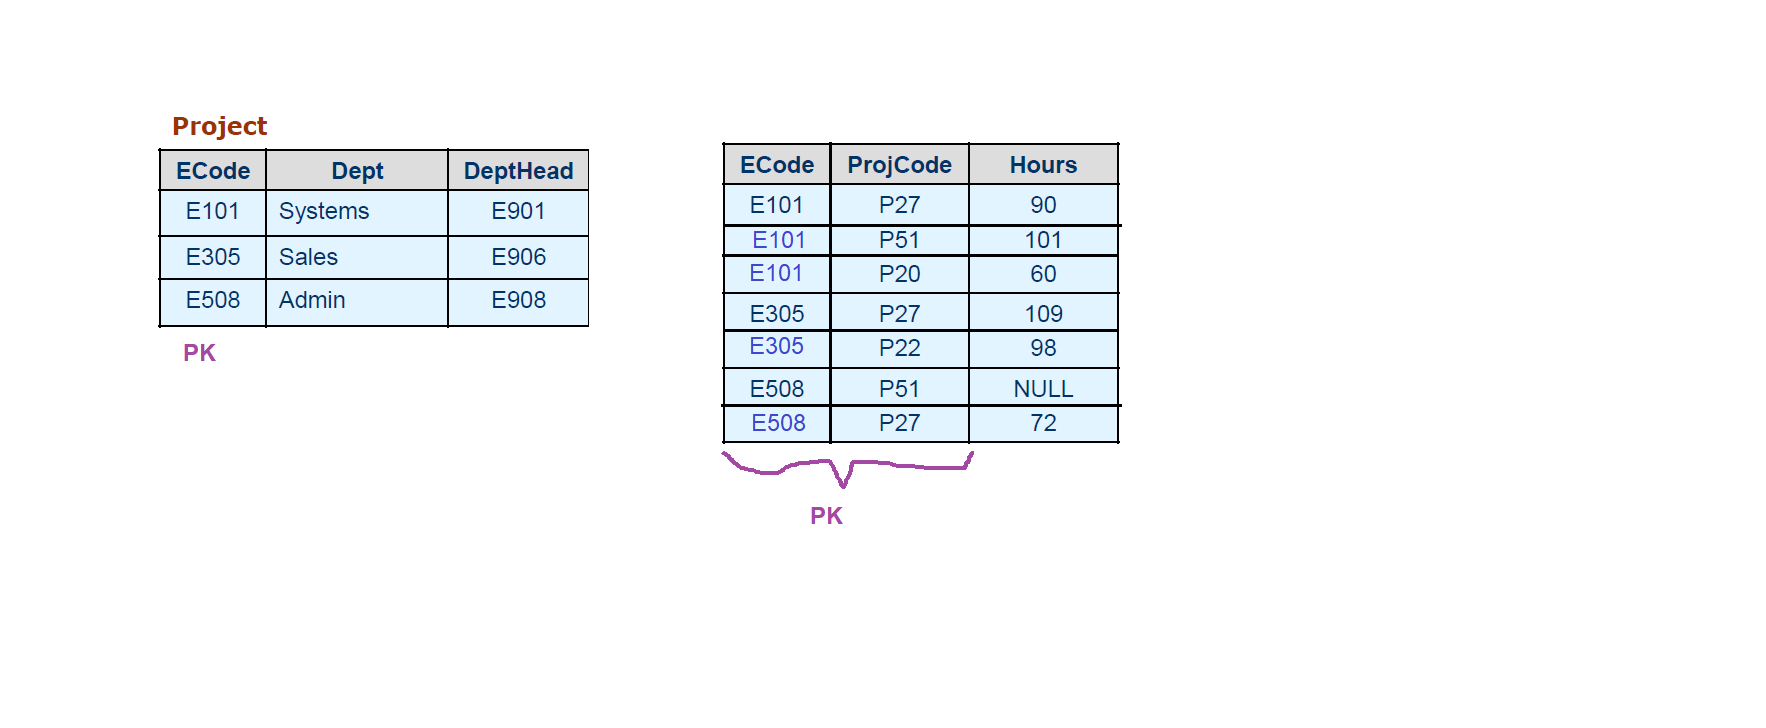 Project
ECode Dept DeptHead
E101 Systems E901
E305 Sales E906
E508 Admin E908
PK
ECode ProjCode Hours
E101 P27 90
E101 P51 101
E101 P20 60
E305 P27 109
E305 P22 98
E508 P51 NULL
E508 P27 72
PK